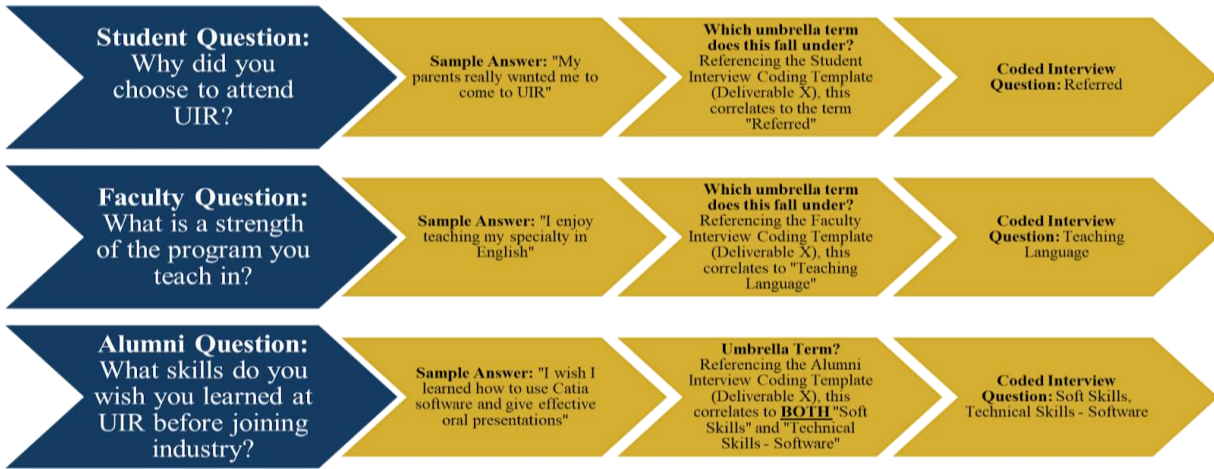 Student Question:
Why did you
choose to attend
UIR?
Sample Answer: "My
parents really wanted me to
come to UIR"
Which umbrella term
does this fall under?
Referencing the Student
Interview Coding Template
(Deliverable X), this
correlates to the term
"Referred"
Coded Interview
Question: Referred
Faculty Question:
What is a strength
of the program you
teach in?
Sample Answer: "I enjoy
teaching my specialty in
English"
Which umbrella term
does this fall under?
Referencing the Faculty
Interview Coding Template
(Deliverable X), this
correlates to "Teaching
Language"
Coded Interview
Question: Teaching
Language
Alumni Question:
What skills do you
wish you learned at
UIR before joining
industry?
Sample Answer: "I wish I
learned how to use Catia
software and give effective
oral presentations"
Umbrella Term?
Referencing the Alumni
Interview Coding Template
(Deliverable X), this
correlates to BOTH "Soft
Skills" and "Technical
Skills - Software"
Coded Interview
Question: Soft Skills,
Technical Skills - Software